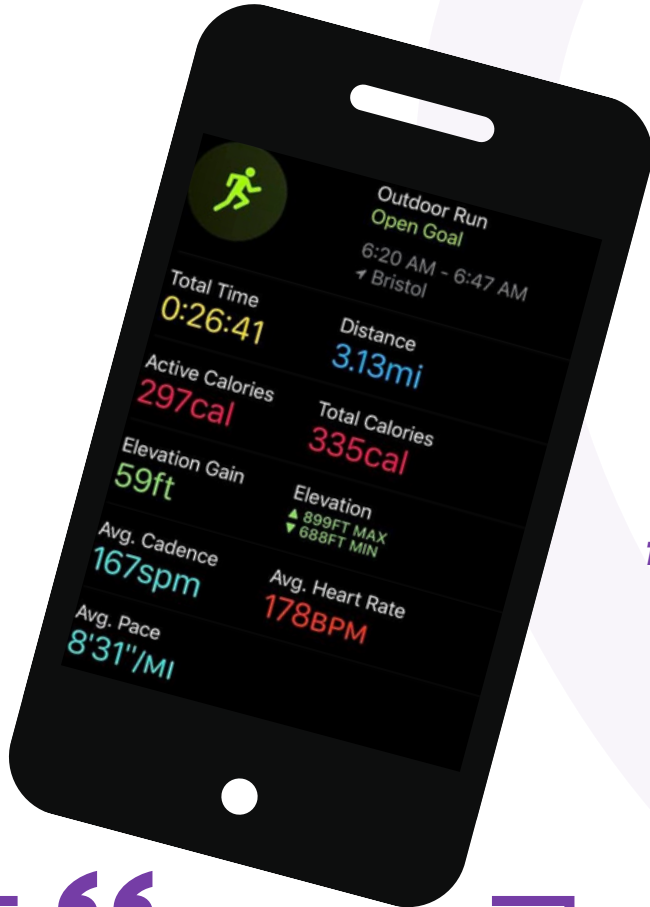 Outdoor Run
Open Goal
6:20 AM - 6:47 AM
Bristol
Total Time
0:26:41
Distance
3.13mi
Active Calories
297cal
Total Calories
335cal
Elevation Gain
59ft
Elevation
▲ 899FT MAX
▼ 688FT MIN
Avg. Cadence
167spm
Avg. Heart Rate
178BPM
Avg. Pace
8'31"/MI
“